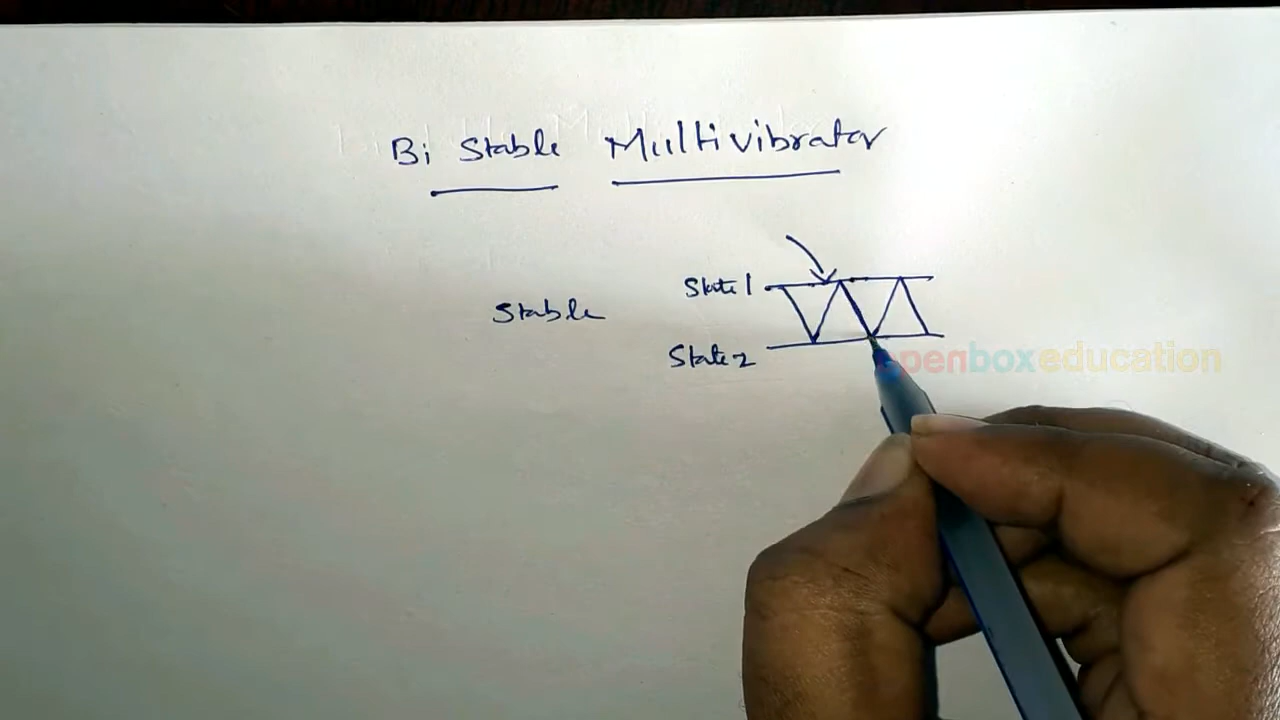 Bi Stable Multivibrator
Stable
State 1
State 2
openboxeducation